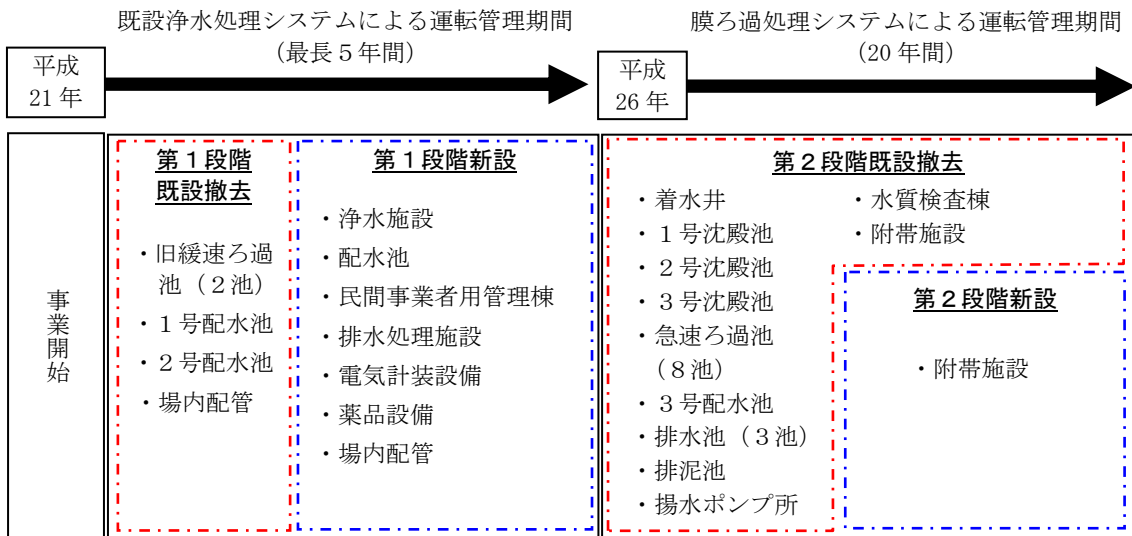 既設浄水処理システムによる運転管理期間
（最長５年間）
膜ろ過処理システムによる運転管理期間
（20 年間）
平成
21 年
平成
26 年
事業開始
第１段階
既設撤去
・旧緩速ろ過
池（２池）
・１号配水池
・２号配水池
・場内配管
第１段階新設
・浄水施設
・配水池
・民間事業者用管理棟
・排水処理施設
・電気計装設備
・薬品設備
・場内配管
第２段階既設撤去
・着水井
・１号沈殿池
・２号沈殿池
・３号沈殿池
・急速ろ過池
（８池）
・３号配水池
・排水池（３池）
・排泥池
・揚水ポンプ所
・水質検査棟
・附帯施設
第２段階新設
・附帯施設